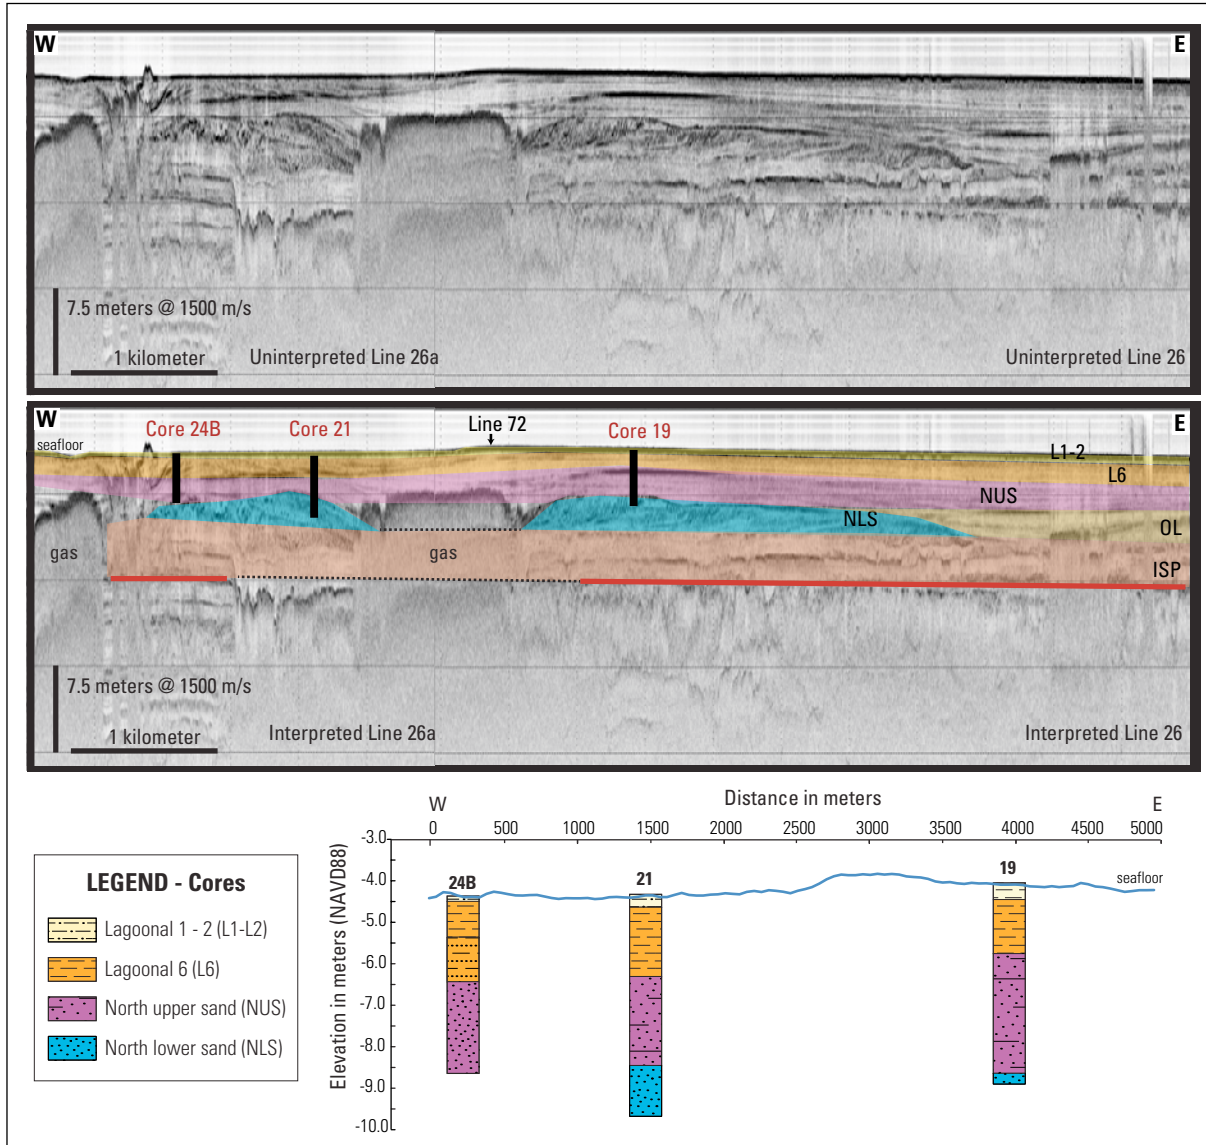 W E
7.5 meters @ 1500 m/s
1 kilometer Uninterpreted Line 26a Uninterpreted Line 26
W E
Core 24B Core 21 Line 72 Core 19
seafloor
L1-2
L6
NUS
NLS
OL
gas gas
ISP
7.5 meters @ 1500 m/s
1 kilometer Interpreted Line 26a Interpreted Line 26
LEGEND - Cores
Lagoonal 1 - 2 (L1-L2)
Lagoonal 6 (L6)
North upper sand (NUS)
North lower sand (NLS)
W Distance in meters E
0 500 1000 1500 2000 2500 3000 3500 4000 4500 5000
Elevation in meters (NAVD88)
-3.0
-4.0
-5.0
-6.0
-7.0
-8.0
-9.0
-10.0
24B 21 19 seafloor